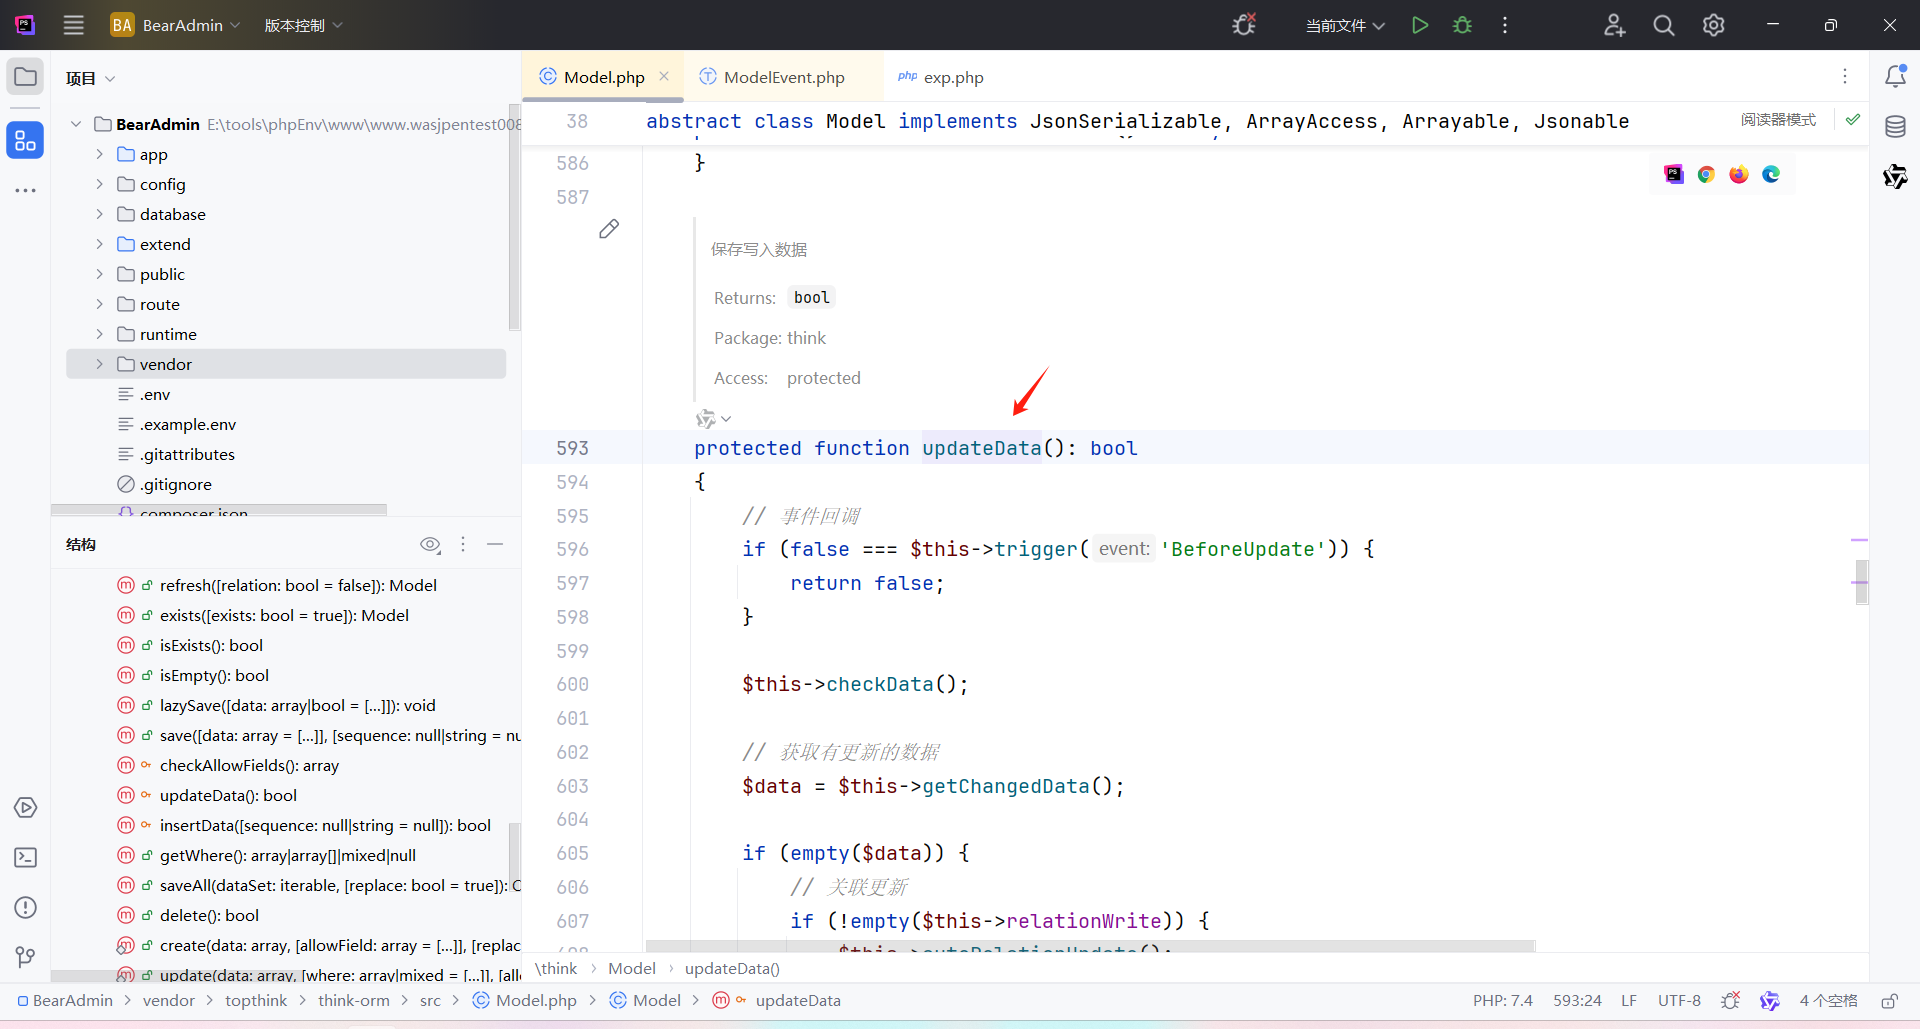 BA BearAdmin 版本控制 当前文件
项目
BearAdmin E:\tools\phpEnv\www\www.wasjpentest008
app
config
database
extend
public
route
runtime
vendor
.env
.example.env
.gitattributes
.gitignore
composer.json
结构
refresh([relation: bool = false]): Model
exists([exists: bool = true]): Model
isExists(): bool
isEmpty(): bool
lazySave([data: array|bool = [...]]): void
save([data: array = [...]], [sequence: null|string = nu
checkAllowFields(): array
updateData(): bool
insertData([sequence: null|string = null]): bool
getWhere(): array|array[]|mixed|null
saveAll(dataSet: iterable, [replace: bool = true]): C
delete(): bool
create(data: array, [allowField: array = [...]], [replac
update(data: array, [where: array|mixed = [...]], [allo
Model.php ModelEvent.php php exp.php
38 abstract class Model implements JsonSerializable, ArrayAccess, Arrayable, Jsonable
阅读器模式
586 }
587
保存写入数据
Returns: bool
Package: think
Access: protected
593 protected function updateData(): bool
594 {
595 // 事件回调
596 if (false === $this->trigger( event: 'BeforeUpdate')) {
597 return false;
598 }
599
600 $this->checkData();
601
602 // 获取有更新的数据
603 $data = $this->getChangedData();
604
605 if (empty($data)) {
606 // 关联更新
607 if (!empty($this->relationWrite)) {
608 $this->autoRelationUpdate();
\think Model updateData()
BearAdmin vendor topthink think-orm src Model.php Model updateData
PHP: 7.4 593:24 LF UTF-8 4 个空格